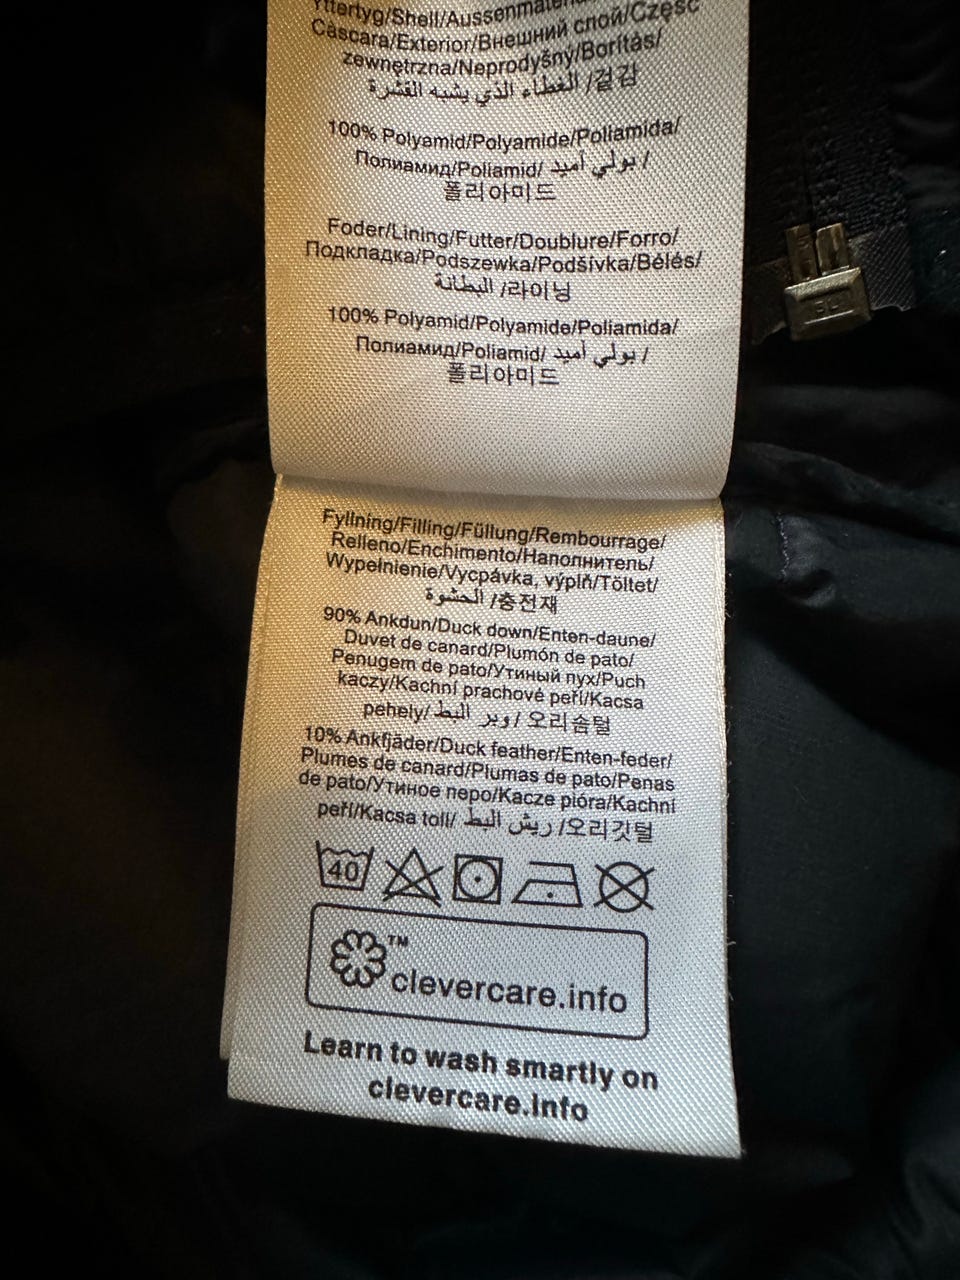 Yttertyg/Shell/Aussenmaterial
Càscara/Exterior/Внешний слой/Część
zewnętrzna/Neprodyšný/Borítás/
الغطاء الذي يشبه القشرة /겉감
100% Polyamid/Polyamide/Poliamida/
Полиамид/Poliamid/ بولي أميد /
폴리아미드
Foder/Lining/Futter/Doublure/Forro/
Подкладка/Podszewka/Podšívka/Bélés/
البطانة /라이닝
100% Polyamid/Polyamide/Poliamida/
Полиамид/Poliamid/ بولي أميد /
폴리아미드
Fyllning/Filling/Füllung/Rembourrage/
Relleno/Enchimento/Наполнитель/
Wypełnienie/Vycpávka, výplň/Töltet/
الحشوة /충전재
90% Ankdun/Duck down/Enten-daune/
Duvet de canard/Plumón de pato/
Penugem de pato/Утиный пух/Puch
kaczy/Kachní prachové peří/Kacsa
pehely/ وبر البط / 오리솜털
10% Ankfjäder/Duck feather/Enten-feder/
Plumes de canard/Plumas de pato/Penas
de pato/Утиное перо/Kacze pióra/Kachní
peří/Kacsa toll/ ريش البط /오리깃털
40
™
clevercare.info
Learn to wash smartly on
clevercare.info